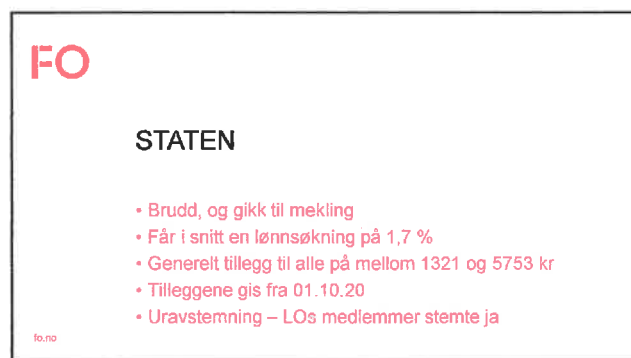 FO
STATEN
• Brudd, og gikk til mekling
• Får i snitt en lønnsøkning på 1,7 %
• Generelt tillegg til alle på mellom 1321 og 5753 kr
• Tilleggene gis fra 01.10.20
• Uravstemning – LOs medlemmer stemte ja
fo.no